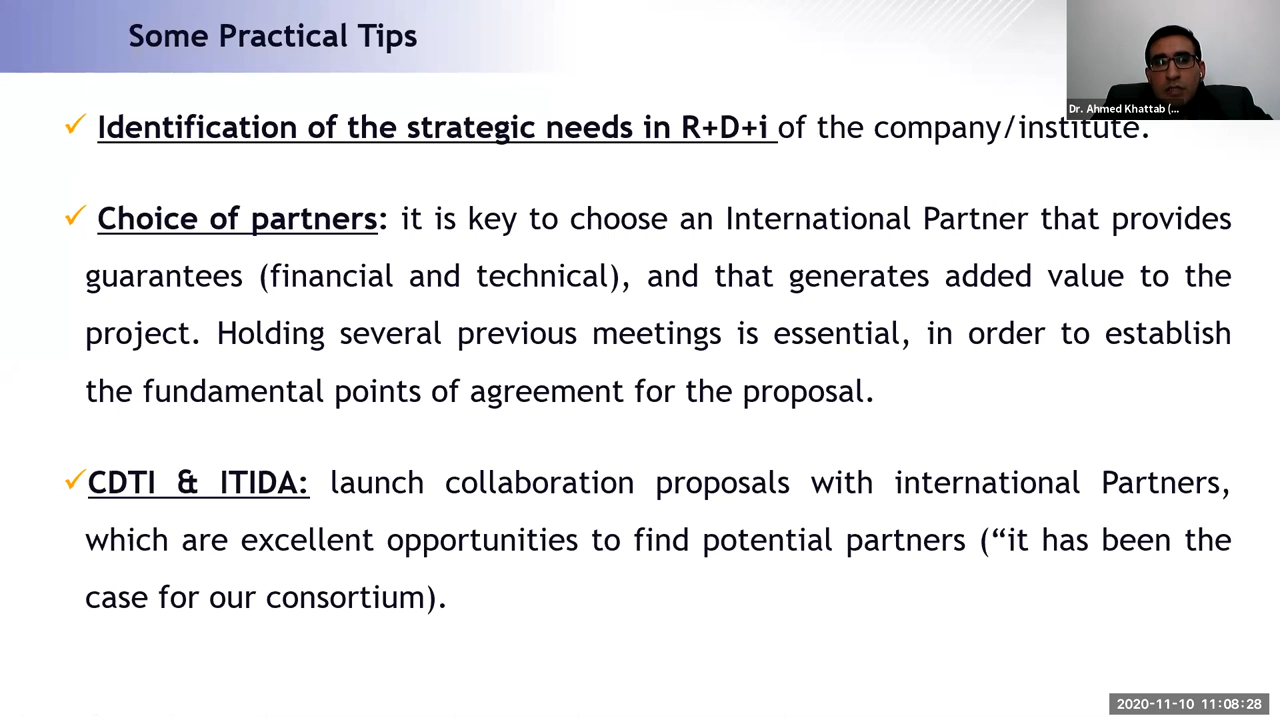 Some Practical Tips
Dr. Ahmed Khattab (...
Identification of the strategic needs in R+D+i of the company/institute.
Choice of partners: it is key to choose an International Partner that provides
guarantees (financial and technical), and that generates added value to the
project. Holding several previous meetings is essential, in order to establish
the fundamental points of agreement for the proposal.
CDTI & ITIDA: launch collaboration proposals with international Partners,
which are excellent opportunities to find potential partners (“it has been the
case for our consortium).
2020-11-10 11:08:28